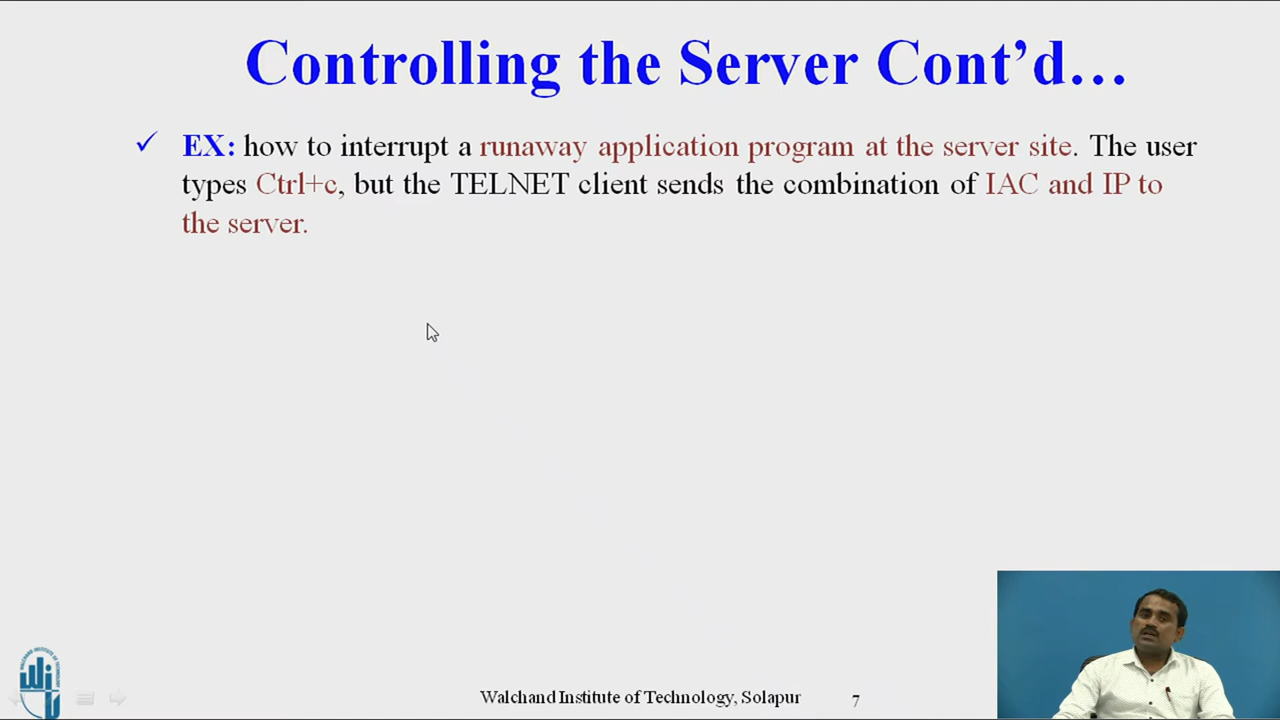 Controlling the Server Cont’d…
✓ EX: how to interrupt a runaway application program at the server site. The user
types Ctrl+c, but the TELNET client sends the combination of IAC and IP to
the server.
Walchand Institute of Technology, Solapur 7